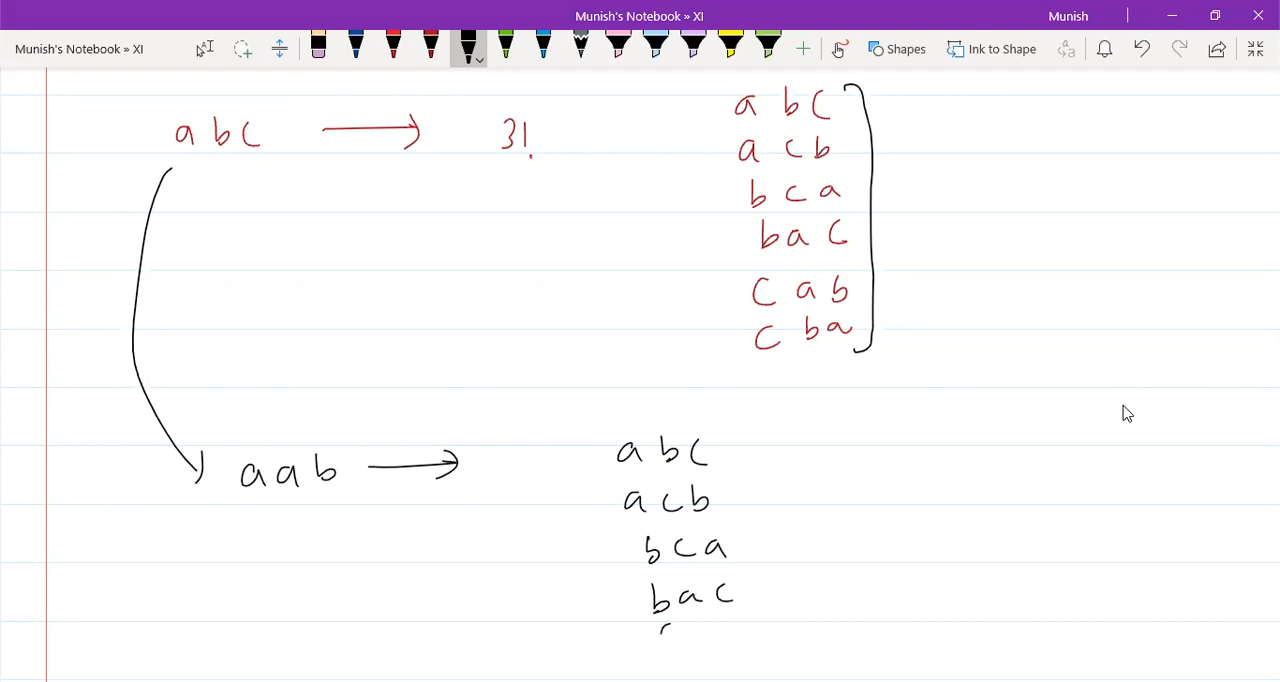 Munish's Notebook » XI
Munish
Munish's Notebook » XI
Shapes
Ink to Shape
a b c
a b c → 3!
a c b
b c a
b a c
c a b
c b a
a a b →
a b c
a c b
b c a
b a c